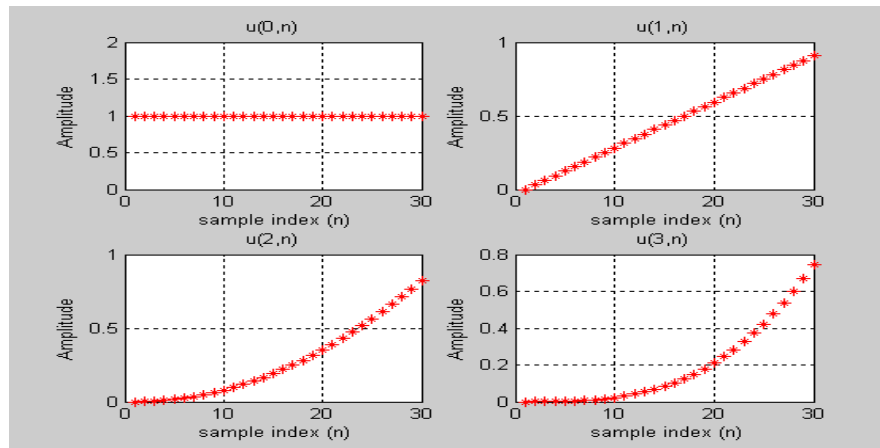 u(0,n)
2
1.5
1
0.5
0
Amplitude
0 10 20 30
sample index (n)
u(1,n)
1
0.5
0
Amplitude
0 10 20 30
sample index (n)
u(2,n)
1
0.5
0
Amplitude
0 10 20 30
sample index (n)
u(3,n)
0.8
0.6
0.4
0.2
0
Amplitude
0 10 20 30
sample index (n)